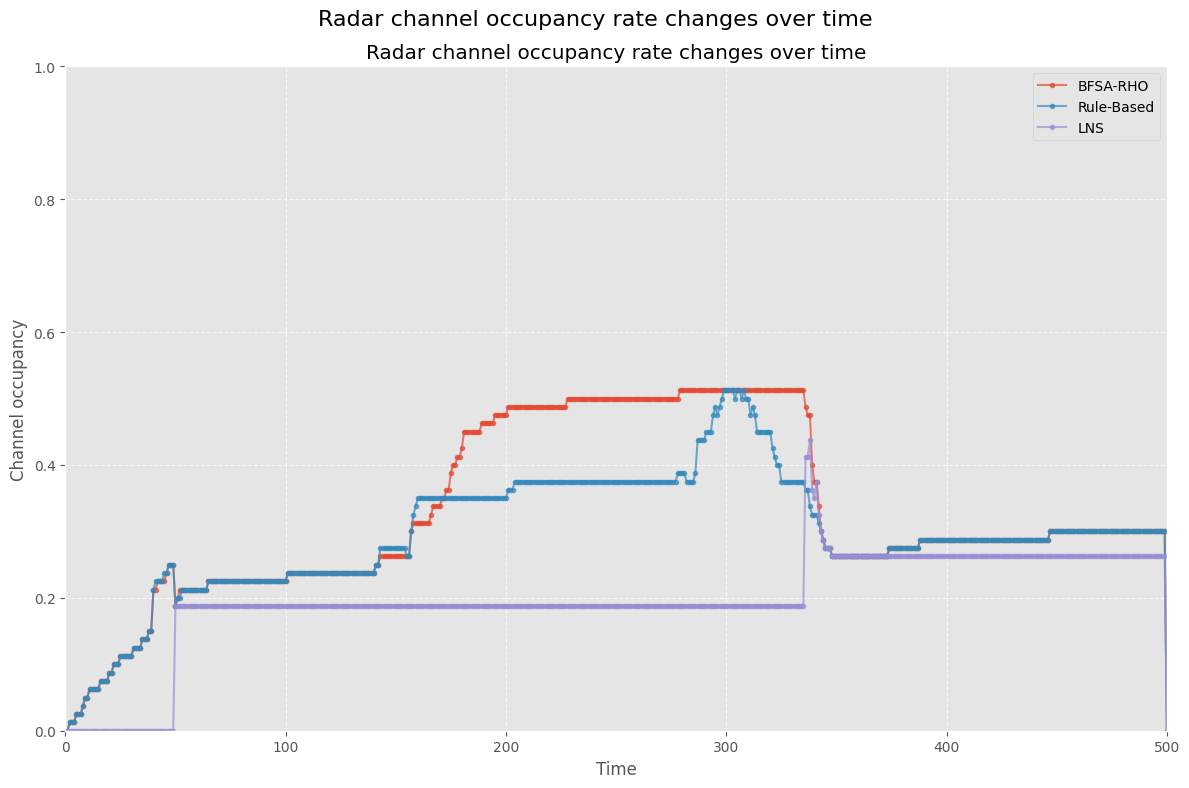 Radar channel occupancy rate changes over time
Radar channel occupancy rate changes over time
1.0
0.8
0.6
0.4
0.2
0.0
Channel occupancy
BFSA-RHO
Rule-Based
LNS
0 100 200 300 400 500
Time